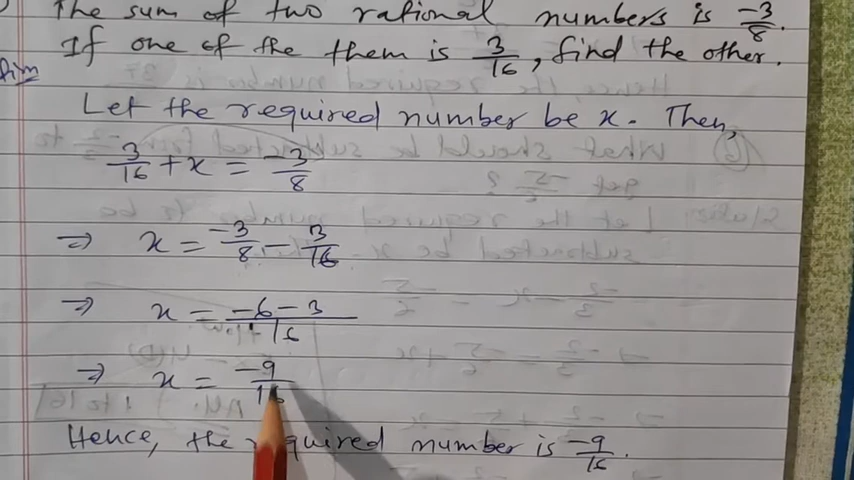 The sum of two rational numbers is -3/8.
If one of the them is 3/16, find the other.
Let the required number be x. Then,
3/16 + x = -3/8
⇒ x = -3/8 - 3/16
⇒ x = -6-3/16
⇒ x = -9/16
Hence, the required number is -9/16.